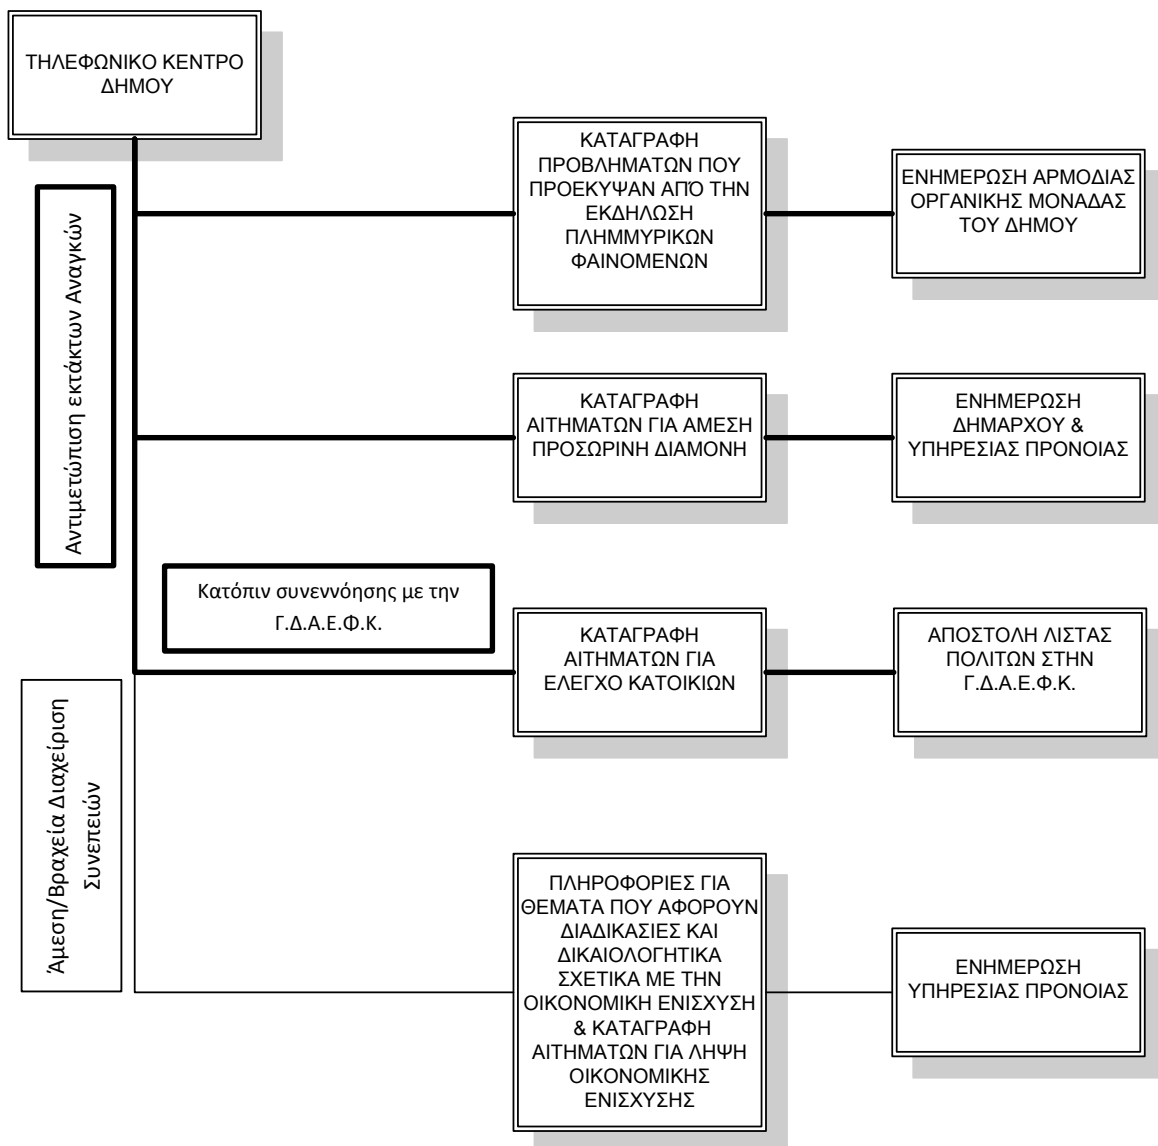 ΤΗΛΕΦΩΝΙΚΟ ΚΕΝΤΡΟ
ΔΗΜΟΥ
ΚΑΤΑΓΡΑΦΗ
ΠΡΟΒΛΗΜΑΤΩΝ ΠΟΥ
ΠΡΟΕΚΥΨΑΝ ΑΠΌ ΤΗΝ
ΕΚΔΗΛΩΣΗ
ΠΛΗΜΜΥΡΙΚΩΝ
ΦΑΙΝΟΜΕΝΩΝ
ΕΝΗΜΕΡΩΣΗ ΑΡΜΟΔΙΑΣ
ΟΡΓΑΝΙΚΗΣ ΜΟΝΑΔΑΣ
ΤΟΥ ΔΗΜΟΥ
Αντιμετώπιση εκτάκτων Αναγκών
ΚΑΤΑΓΡΑΦΗ
ΑΙΤΗΜΑΤΩΝ ΓΙΑ ΑΜΕΣΗ
ΠΡΟΣΩΡΙΝΗ ΔΙΑΜΟΝΗ
ΕΝΗΜΕΡΩΣΗ
ΔΗΜΑΡΧΟΥ &
ΥΠΗΡΕΣΙΑΣ ΠΡΟΝΟΙΑΣ
Κατόπιν συνεννόησης με την
Γ.Δ.Α.Ε.Φ.Κ.
ΚΑΤΑΓΡΑΦΗ
ΑΙΤΗΜΑΤΩΝ ΓΙΑ
ΕΛΕΓΧΟ ΚΑΤΟΙΚΙΩΝ
ΑΠΟΣΤΟΛΗ ΛΙΣΤΑΣ
ΠΟΛΙΤΩΝ ΣΤΗΝ
Γ.Δ.Α.Ε.Φ.Κ.
Άμεση/Βραχεία Διαχείριση
Συνεπειών
ΠΛΗΡΟΦΟΡΙΕΣ ΓΙΑ
ΘΕΜΑΤΑ ΠΟΥ ΑΦΟΡΟΥΝ
ΔΙΑΔΙΚΑΣΙΕΣ ΚΑΙ
ΔΙΚΑΙΟΛΟΓΗΤΙΚΑ
ΣΧΕΤΙΚΑ ΜΕ ΤΗΝ
ΟΙΚΟΝΟΜΙΚΗ ΕΝΙΣΧΥΣΗ
& ΚΑΤΑΓΡΑΦΗ
ΑΙΤΗΜΑΤΩΝ ΓΙΑ ΛΗΨΗ
ΟΙΚΟΝΟΜΙΚΗΣ
ΕΝΙΣΧΥΣΗΣ
ΕΝΗΜΕΡΩΣΗ
ΥΠΗΡΕΣΙΑΣ ΠΡΟΝΟΙΑΣ